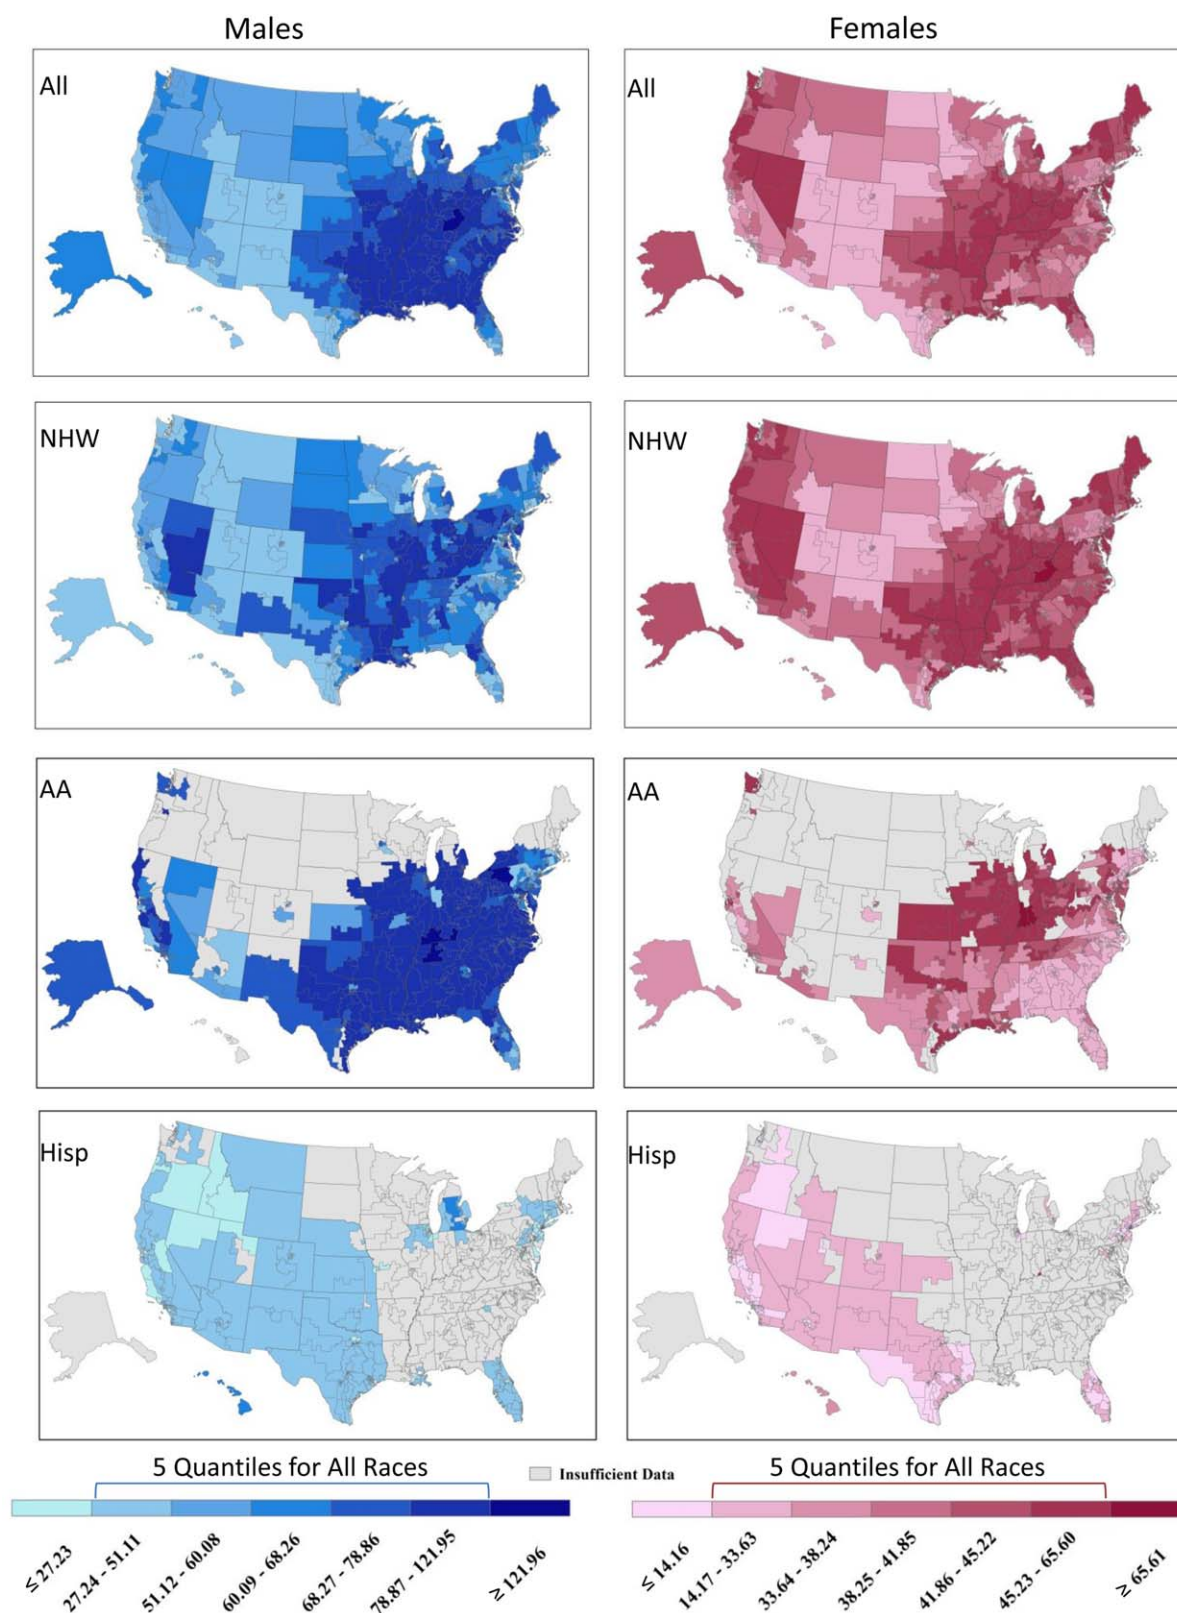 Males Females
All All
NHW NHW
AA AA
Hisp Hisp
5 Quantiles for All Races Insufficient Data 5 Quantiles for All Races
≤ 27.23 27.24 - 51.11 51.12 - 60.08 60.09 - 68.26 68.27 - 78.86 78.87 - 121.95 ≥ 121.96 ≤ 14.16 14.17 - 33.63 33.64 - 38.24 38.25 - 41.85 41.86 - 45.22 45.23 - 65.60 ≥ 65.61